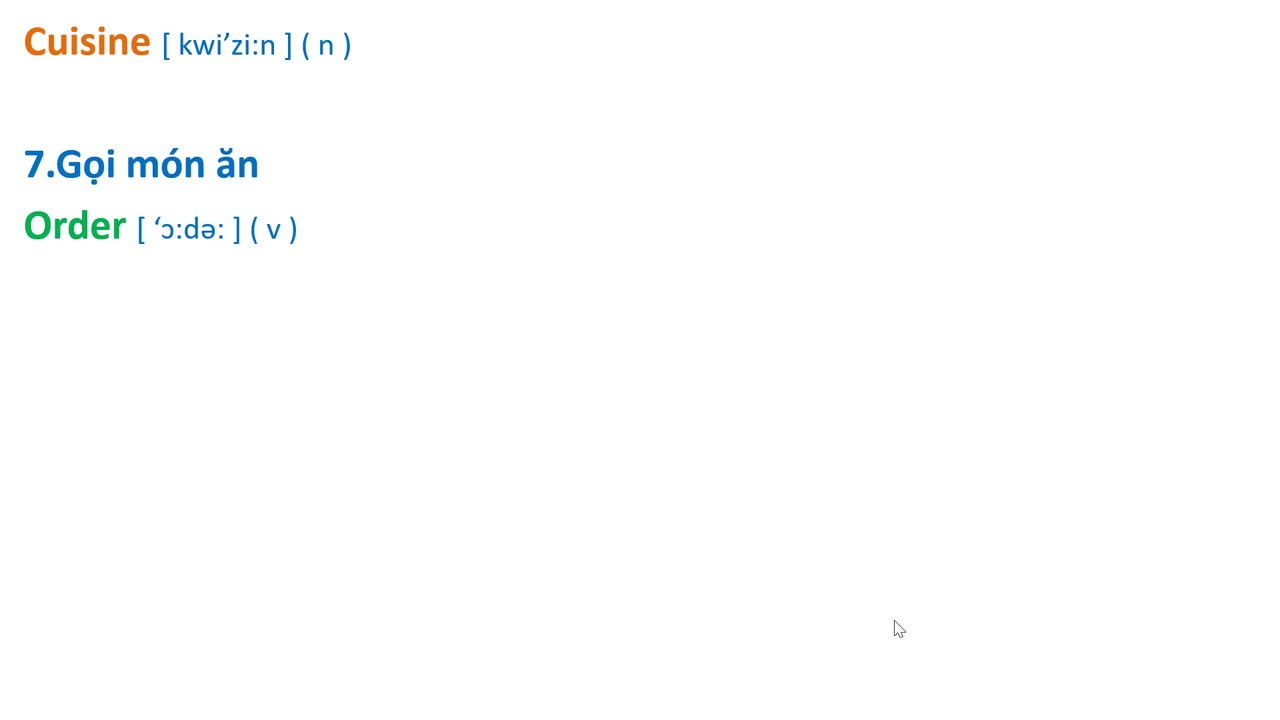 Cuisine [ kwi’zi:n ] ( n )
7.Gọi món ăn
Order [ ‘ɔ:də: ] ( v )